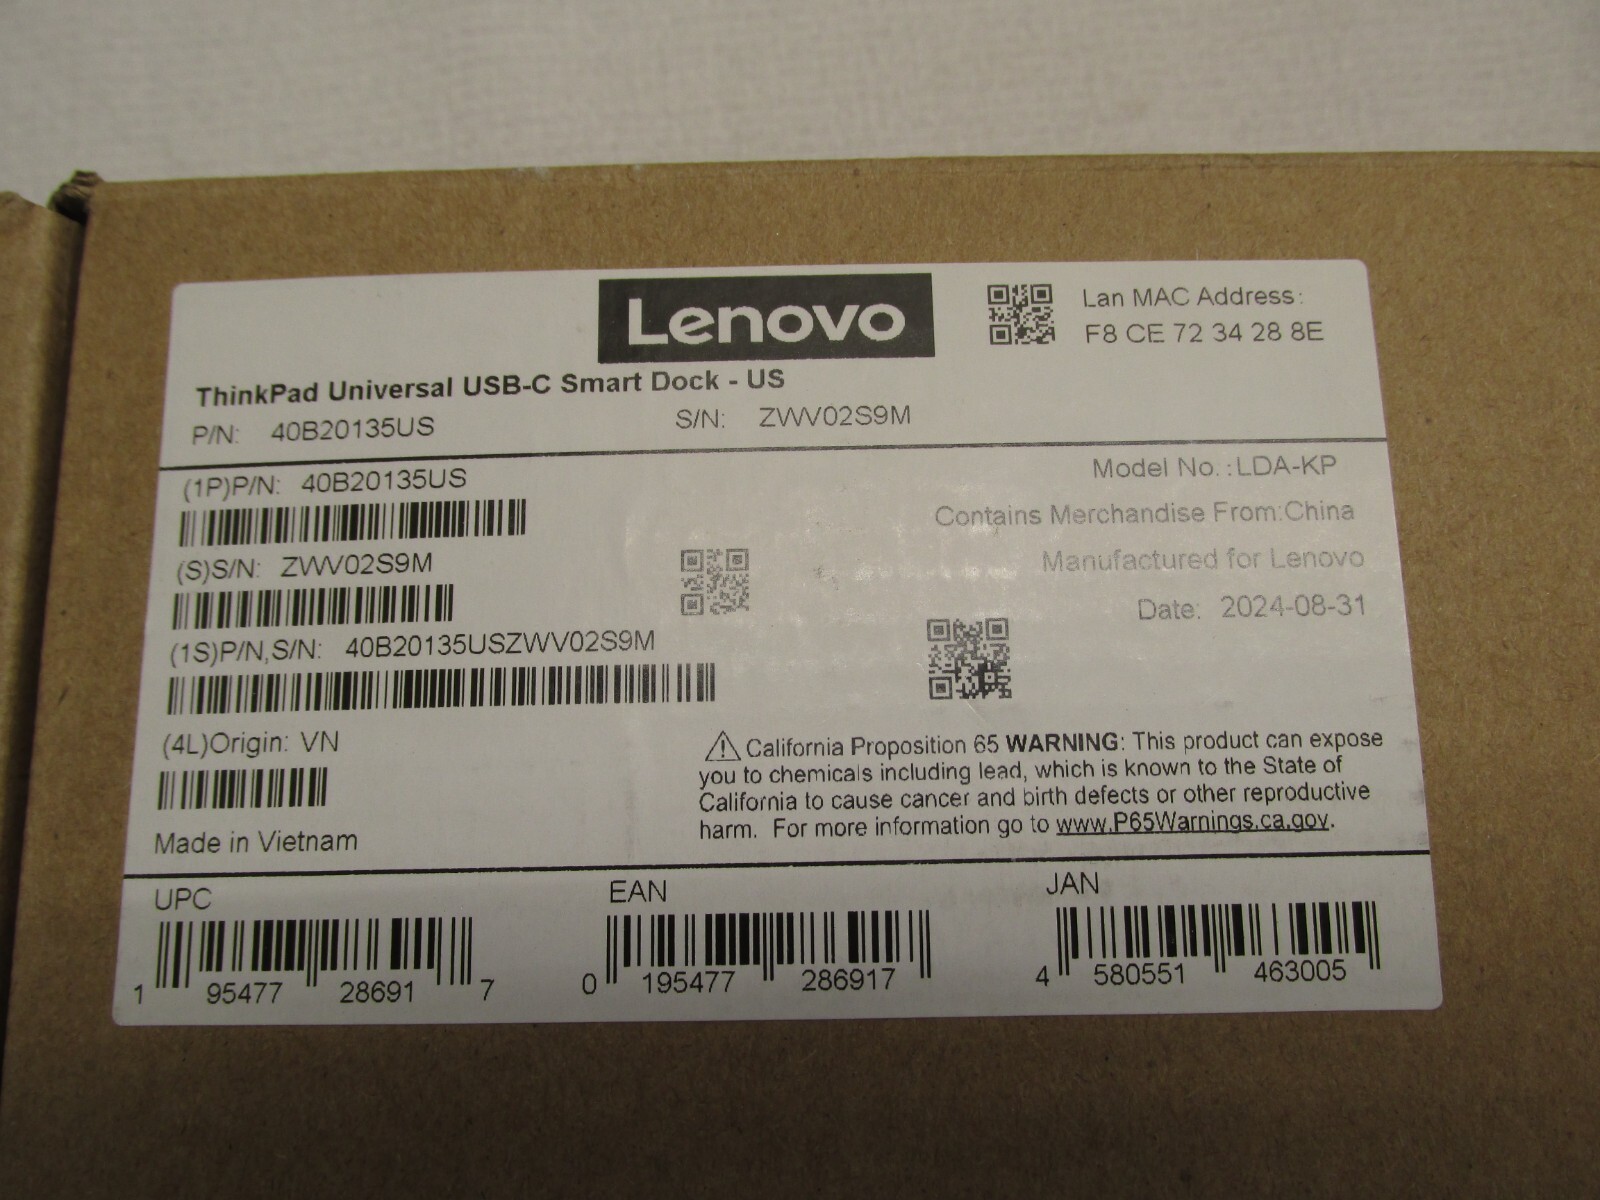 Lenovo
Lan MAC Address:
F8 CE 72 34 28 8E
ThinkPad Universal USB-C Smart Dock - US
P/N: 40B20135US S/N: ZWV02S9M
(1P)P/N: 40B20135US
Model No.:LDA-KP
Contains Merchandise From:China
(S)S/N: ZWV02S9M
Manufactured for Lenovo
Date: 2024-08-31
(1S)P/N,S/N: 40B20135USZWV02S9M
(4L)Origin: VN
Made in Vietnam
California Proposition 65 WARNING: This product can expose
you to chemicals including lead, which is known to the State of
California to cause cancer and birth defects or other reproductive
harm. For more information go to www.P65Warnings.ca.gov.
UPC
1 95477 28691 7
EAN
0 195477 286917
JAN
4 580551 463005